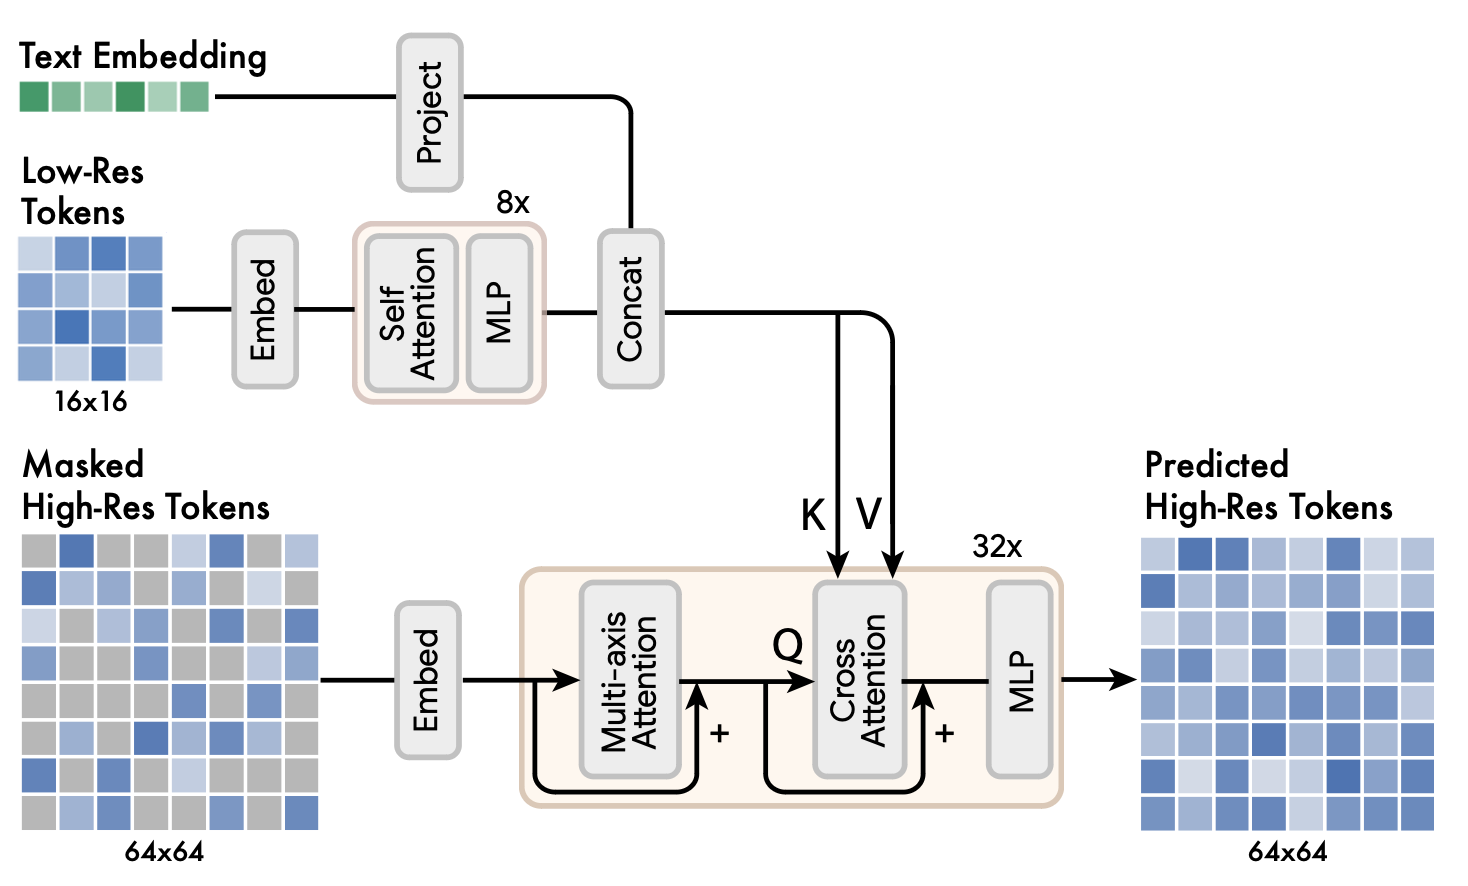 Text Embedding
Project
Low-Res
Tokens
8x
Embed
Self
Attention
MLP
Concat
16x16
Masked
High-Res Tokens
K
V
32x
Predicted
High-Res Tokens
Embed
Multi-axis
Attention
+
Q
Cross
Attention
+
MLP
64x64
64x64